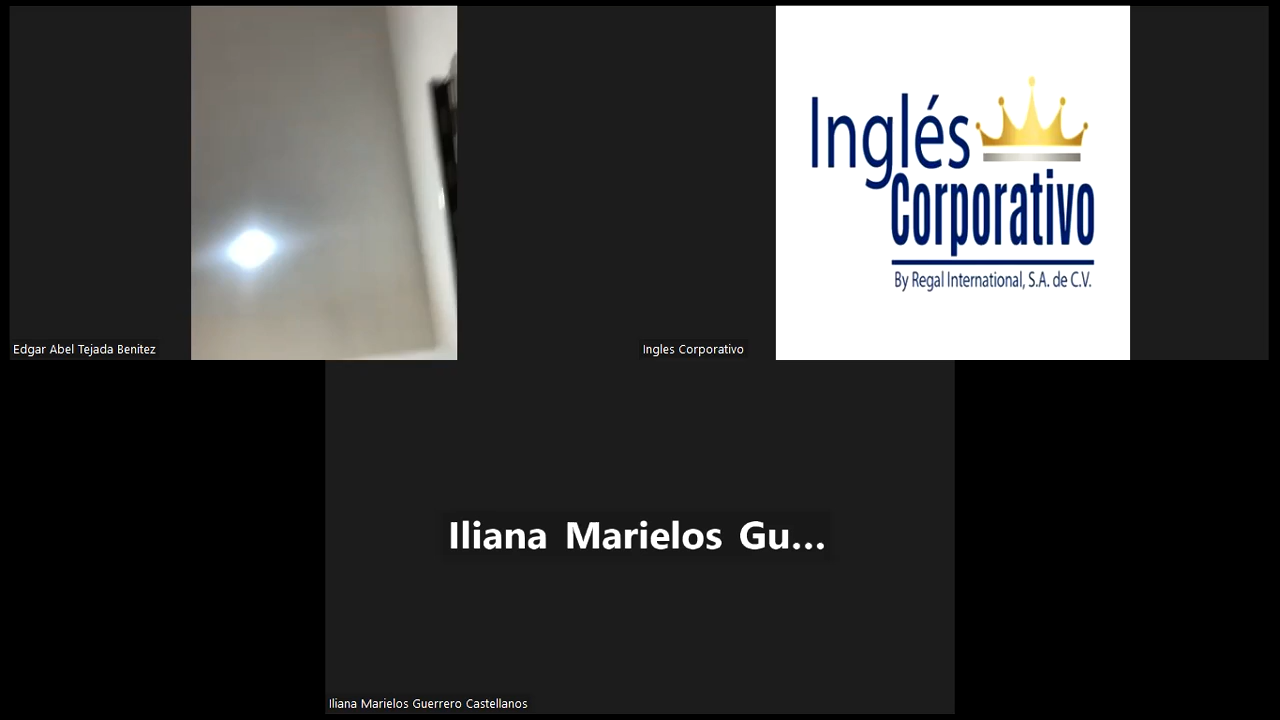 Inglés
Corporativo
By Regal International, S.A. de C.V.
Edgar Abel Tejada Benitez
Ingles Corporativo
Iliana Marielos Gu...
Iliana Marielos Guerrero Castellanos